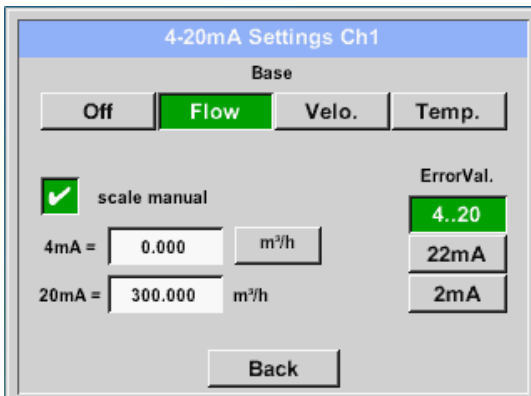 4-20mA Settings Ch1
Base
Off Flow Velo. Temp.
ErrorVal.
scale manual
4..20
4mA = 0.000 m³/h
22mA
20mA = 300.000 m³/h
2mA
Back